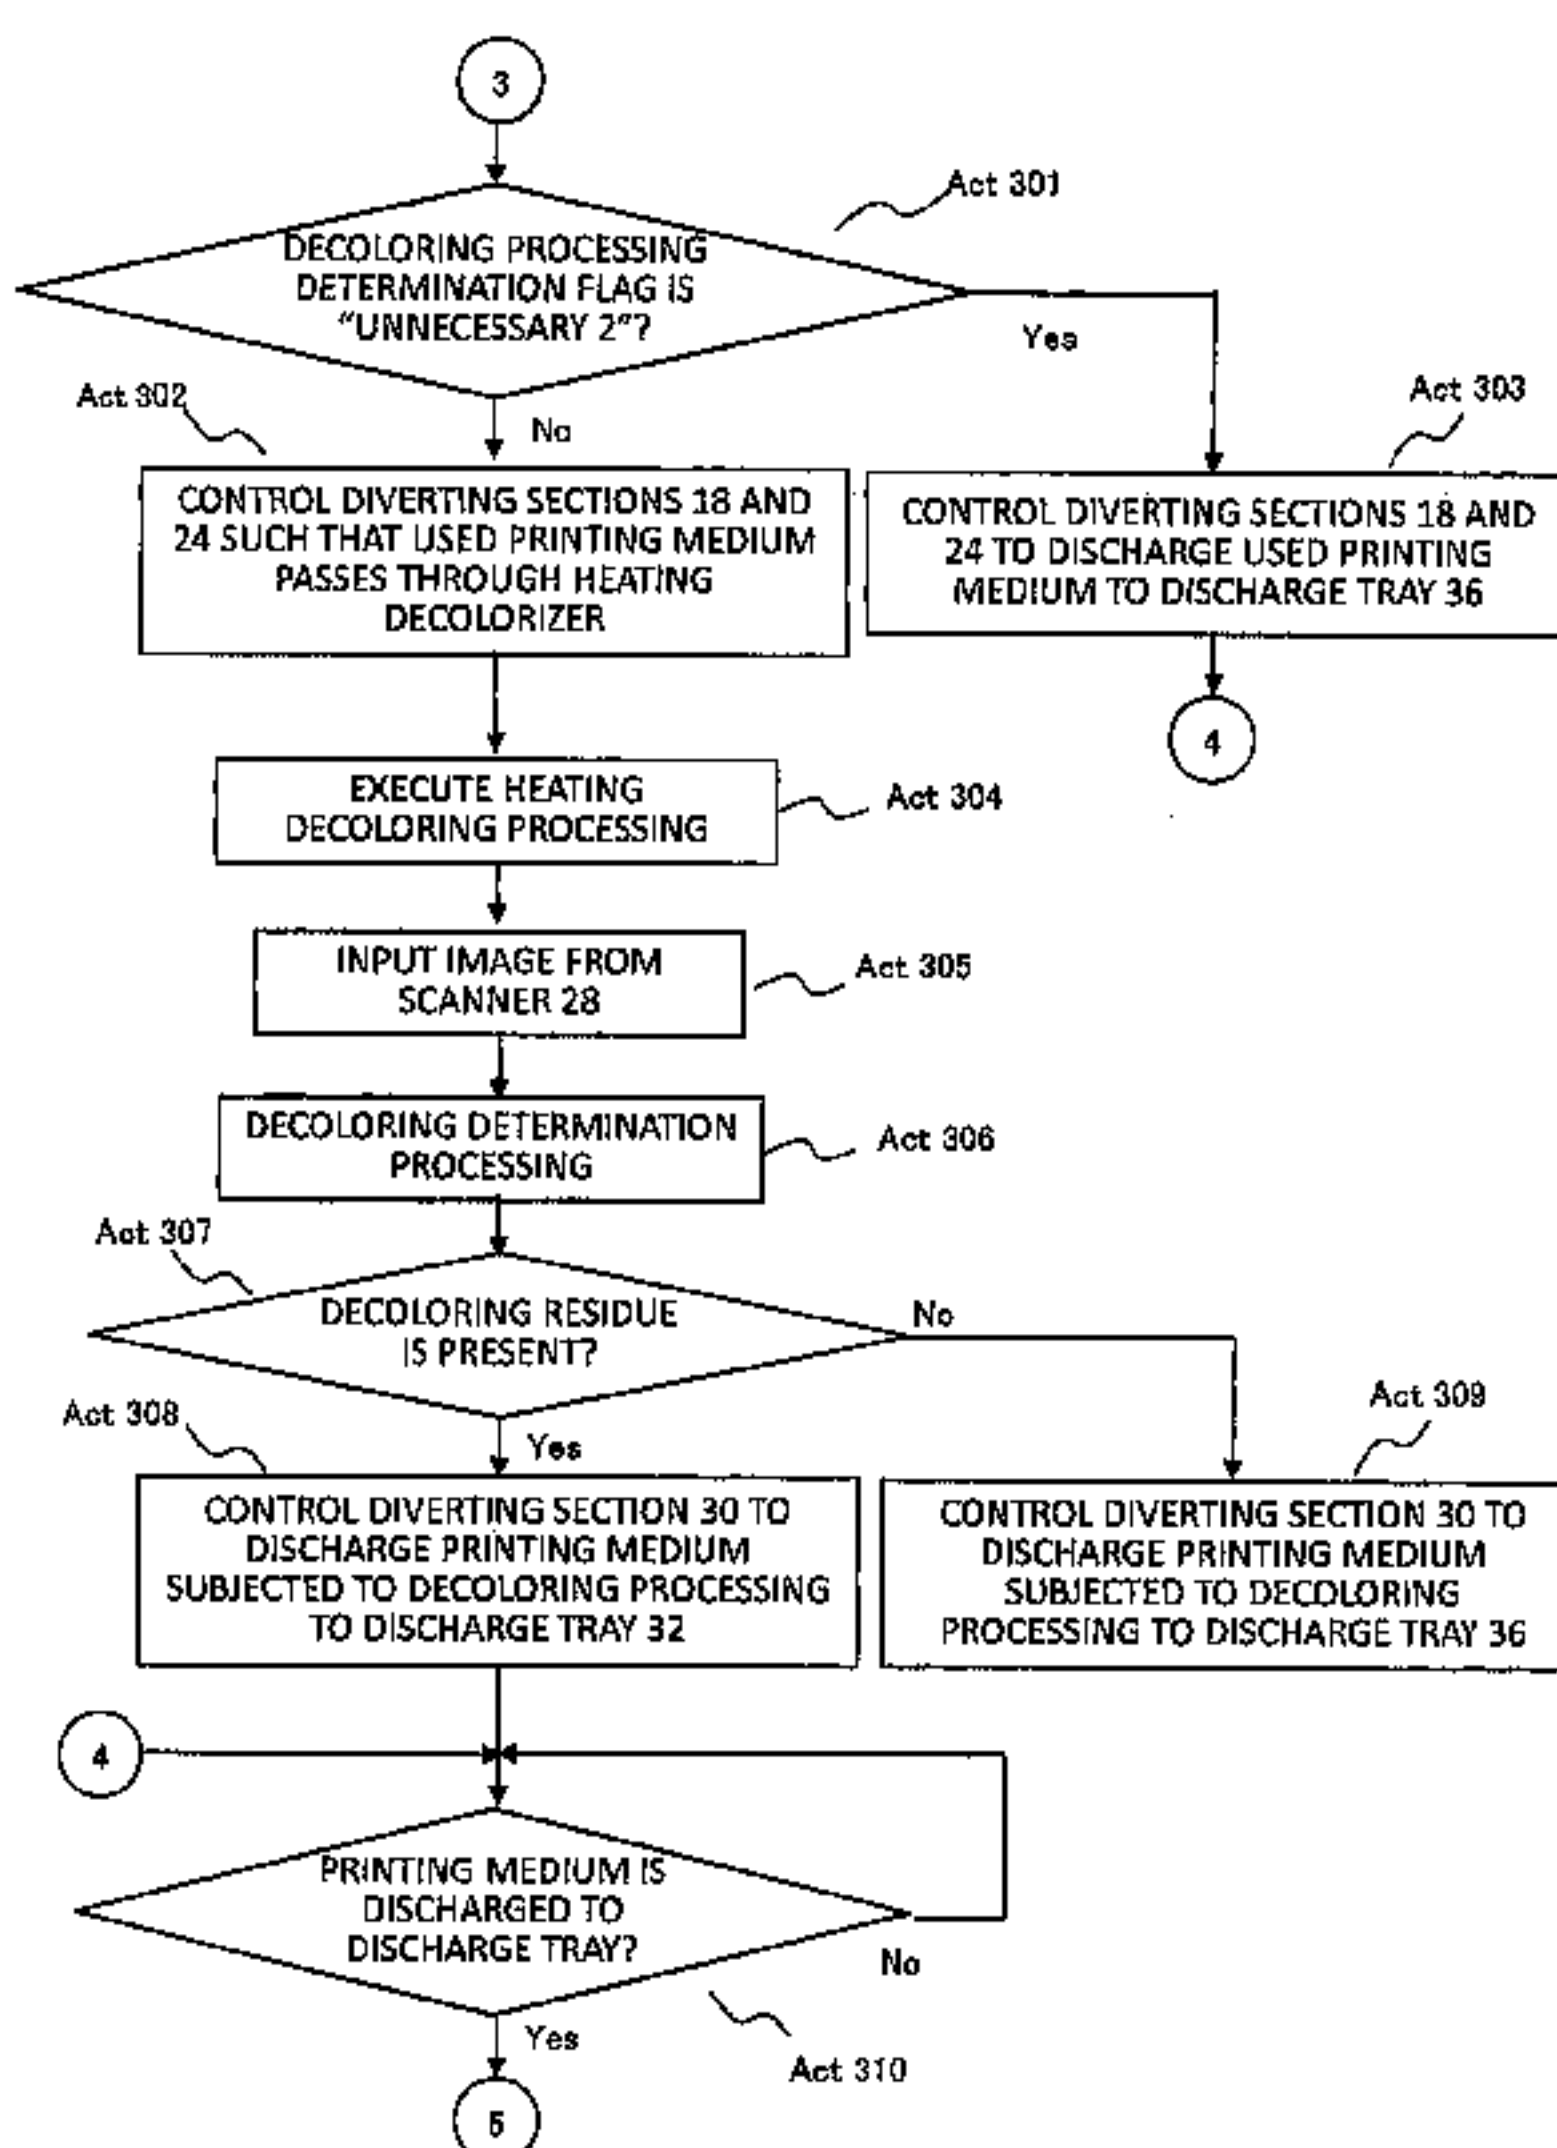 3
Act 301
DECOLORING PROCESSING
DETERMINATION FLAG IS
“UNNECESSARY 2”?
Yes
Act 302
No
Act 303
CONTROL DIVERTING SECTIONS 18 AND
24 SUCH THAT USED PRINTING MEDIUM
PASSES THROUGH HEATING
DECOLORIZER
CONTROL DIVERTING SECTIONS 18 AND
24 TO DISCHARGE USED PRINTING
MEDIUM TO DISCHARGE TRAY 36
4
EXECUTE HEATING
DECOLORING PROCESSING
Act 304
INPUT IMAGE FROM
SCANNER 28
Act 305
DECOLORING DETERMINATION
PROCESSING
Act 306
Act 307
DECOLORING RESIDUE
IS PRESENT?
No
Act 308
Yes
Act 309
CONTROL DIVERTING SECTION 30 TO
DISCHARGE PRINTING MEDIUM
SUBJECTED TO DECOLORING PROCESSING
TO DISCHARGE TRAY 32
CONTROL DIVERTING SECTION 30 TO
DISCHARGE PRINTING MEDIUM
SUBJECTED TO DECOLORING
PROCESSING TO DISCHARGE TRAY 36
4
PRINTING MEDIUM IS
DISCHARGED TO
DISCHARGE TRAY?
No
Yes
Act 310
5